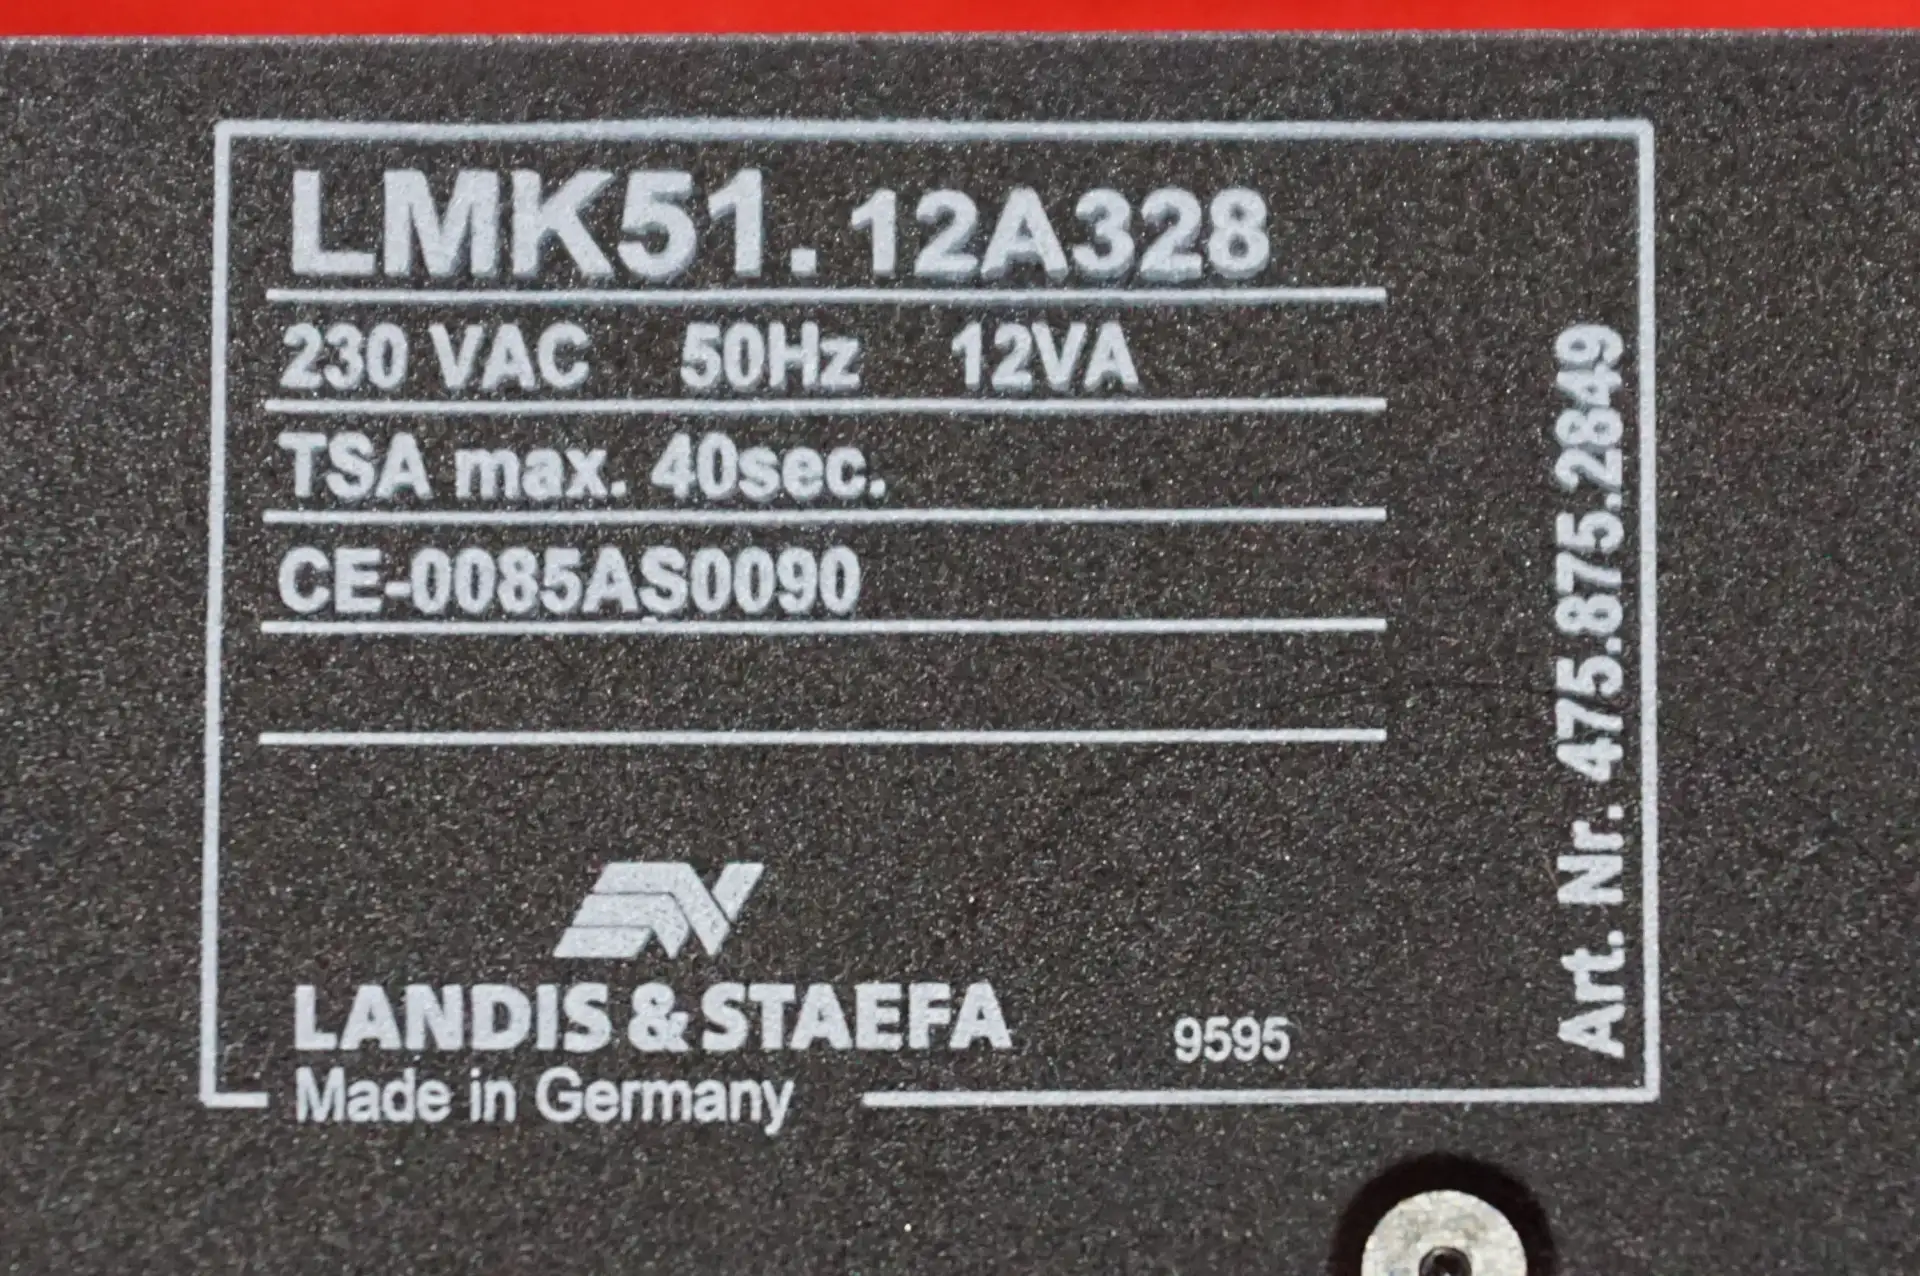 LMK51. 12A328
230 VAC 50Hz 12VA
TSA max. 40sec.
CE-0085AS0090
LANDIS & STAEFA
9595
Made in Germany
Art. Nr. 475.875.2849